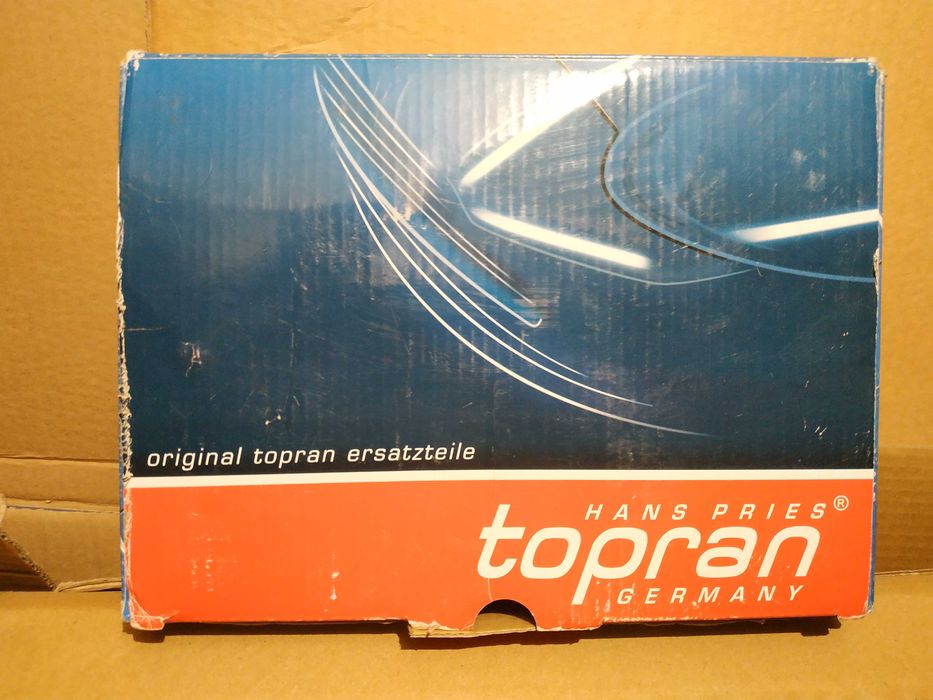 original topran ersatzteile
HANS PRIES®
topran
GERMANY